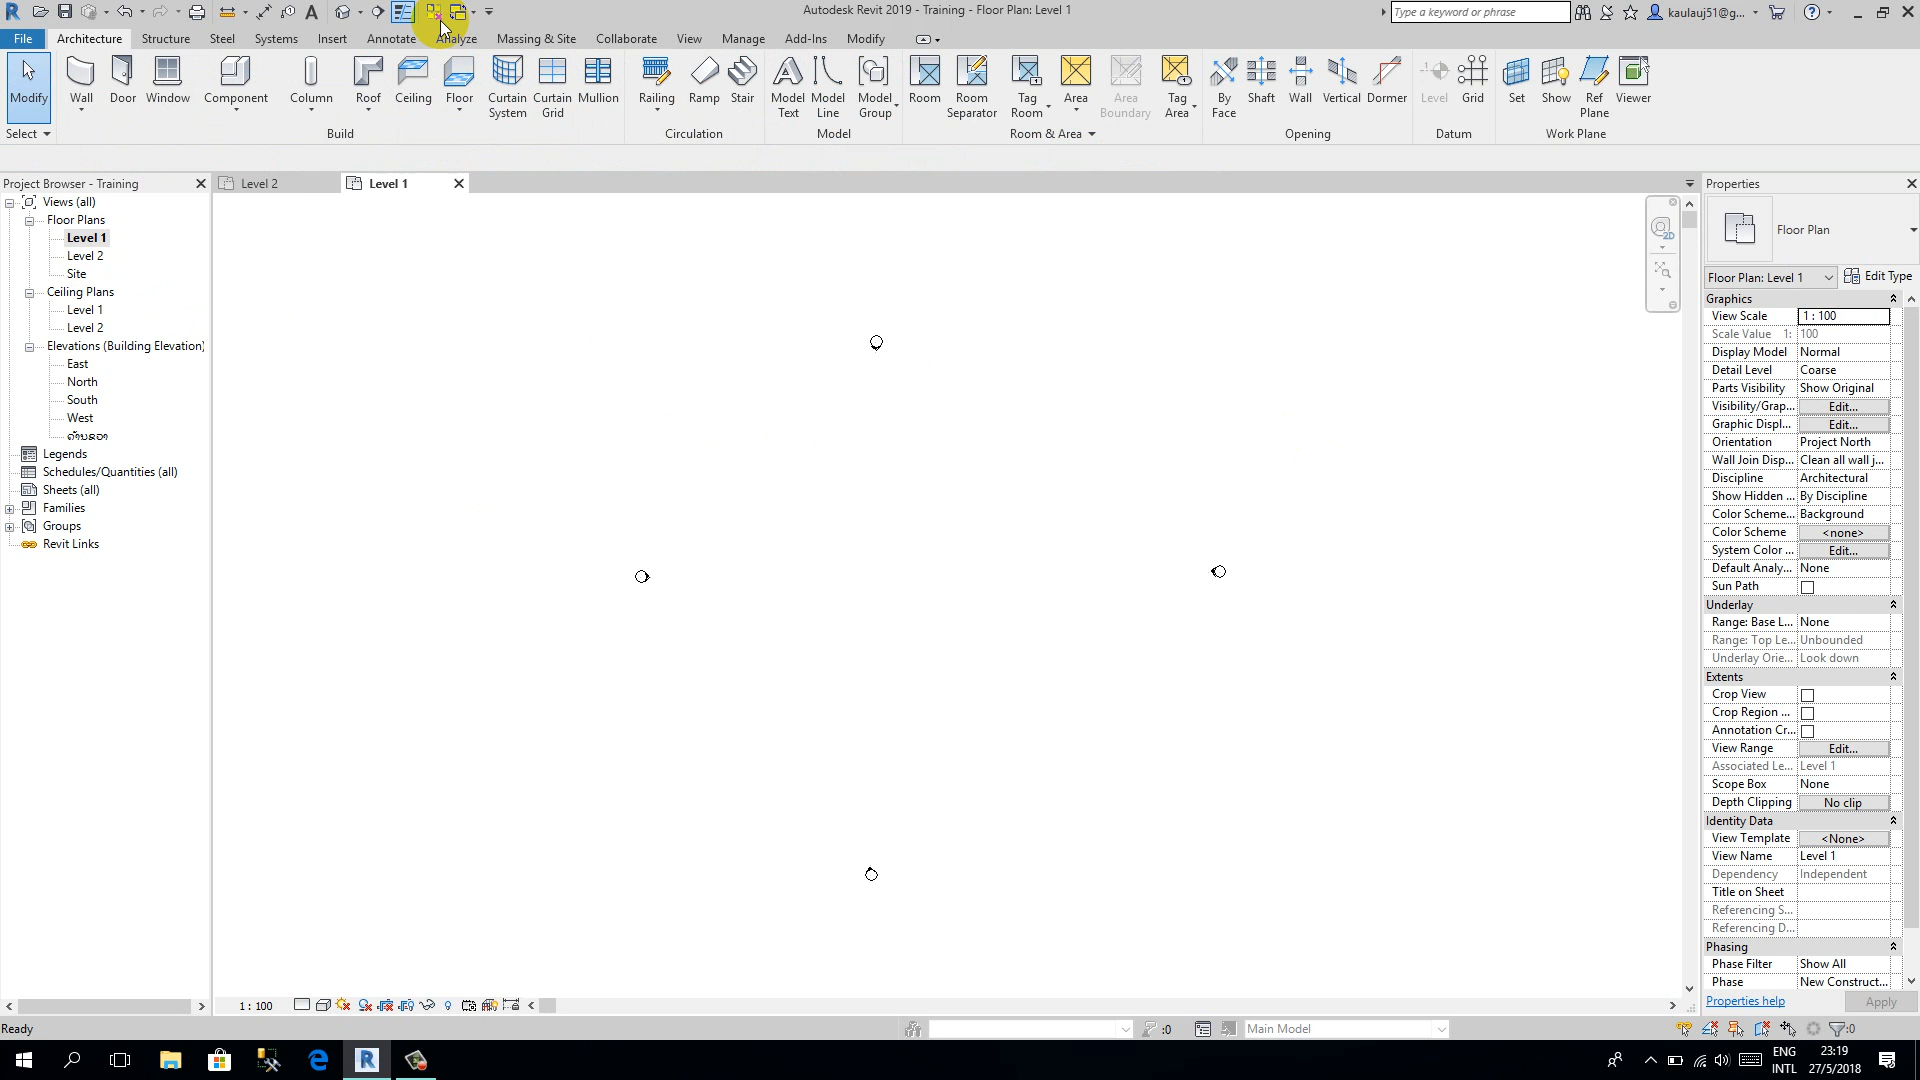 Autodesk Revit 2019 - Training - Floor Plan: Level 1
Type a keyword or phrase
kaulauj51@g...
File
Architecture
Structure
Steel
Systems
Insert
Annotate
Analyze
Massing & Site
Collaborate
View
Manage
Add-Ins
Modify
Modify
Wall
Door
Window
Component
Column
Roof
Ceiling
Floor
Curtain System
Curtain Grid
Mullion
Railing
Ramp
Stair
Model Text
Model Line
Model Group
Room
Room Separator
Tag Room
Area
Area Boundary
Tag Area
By Face
Shaft
Wall
Vertical
Dormer
Level
Grid
Set
Show
Ref Plane
Viewer
Select
Build
Circulation
Model
Room & Area
Opening
Datum
Work Plane
Project Browser - Training
Level 2
Level 1
Properties
Views (all)
Floor Plans
Level 1
Level 2
Site
Ceiling Plans
Level 1
Level 2
Elevations (Building Elevation)
East
North
South
West
ດ້ານຂວາ
Legends
Schedules/Quantities (all)
Sheets (all)
Families
Groups
Revit Links
2D
Floor Plan
Floor Plan: Level 1
Edit Type
Graphics
View Scale 1 : 100
Scale Value 1: 100
Display Model Normal
Detail Level Coarse
Parts Visibility Show Original
Visibility/Grap... Edit...
Graphic Displ... Edit...
Orientation Project North
Wall Join Disp... Clean all wall j...
Discipline Architectural
Show Hidden ... By Discipline
Color Scheme... Background
Color Scheme <none>
System Color ... Edit...
Default Analy... None
Sun Path
Underlay
Range: Base L... None
Range: Top Le... Unbounded
Underlay Orie... Look down
Extents
Crop View
Crop Region ...
Annotation Cr...
View Range Edit...
Associated Le... Level 1
Scope Box None
Depth Clipping No clip
Identity Data
View Template <None>
View Name Level 1
Dependency Independent
Title on Sheet
Referencing S...
Referencing D...
Phasing
Phase Filter Show All
Phase New Construct...
Properties help
Apply
1 : 100
Ready
:0
Main Model
:0
ENG
INTL
23:19
27/5/2018